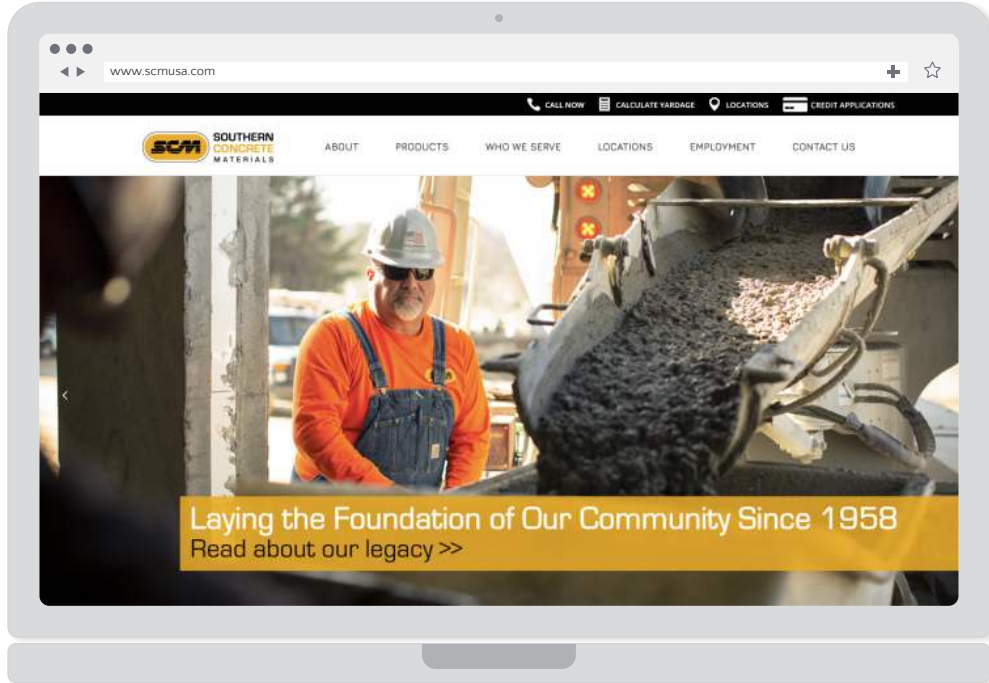 www.scmusa.com
CALL NOW
CALCULATE YARDAGE
LOCATIONS
CREDIT APPLICATIONS
SCM
SOUTHERN
CONCRETE
MATERIALS
ABOUT
PRODUCTS
WHO WE SERVE
LOCATIONS
EMPLOYMENT
CONTACT US
Laying the Foundation of Our Community Since 1958
Read about our legacy >>